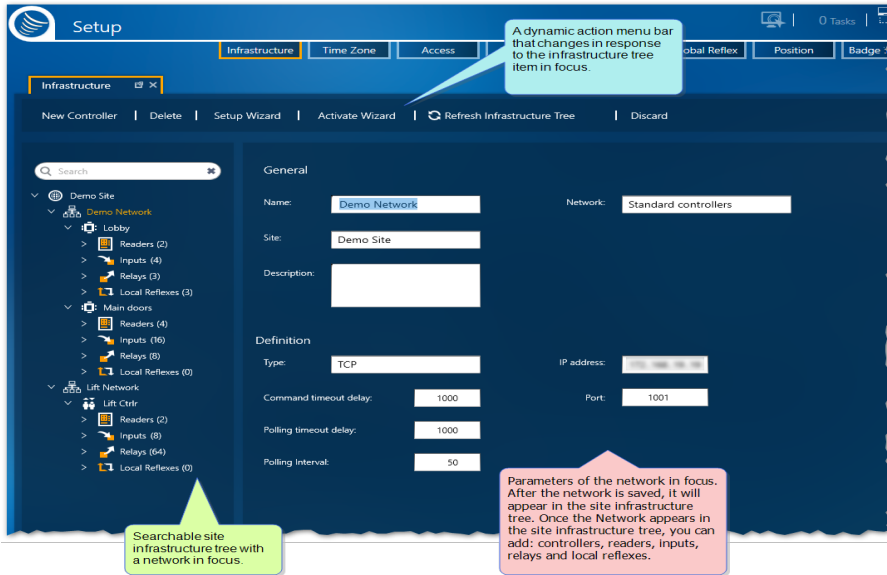 Setup
0 Tasks
Infrastructure
Time Zone
Access
Reflex
Position
Badge
A dynamic action menu bar
that changes in response
to the infrastructure tree
item in focus.
Infrastructure
New Controller | Delete | Setup Wizard | Activate Wizard | Refresh Infrastructure Tree | Discard
Search
Demo Site
Demo Network
Lobby
Readers (2)
Inputs (4)
Relays (3)
Local Reflexes (3)
Main doors
Readers (4)
Inputs (16)
Relays (8)
Local Reflexes (0)
Lift Network
Lift Ctrlr
Readers (2)
Inputs (8)
Relays (64)
Local Reflexes (0)
General
Name: Demo Network
Network: Standard controllers
Site: Demo Site
Description:
Definition
Type: TCP
IP address:
Command timeout delay: 1000
Port: 1001
Polling timeout delay: 1000
Polling Interval: 50
Searchable site
infrastructure tree with
a network in focus.
Parameters of the network in focus.
After the network is saved, it will
appear in the site infrastructure
tree. Once the Network appears in
the site infrastructure tree, you can
add: controllers, readers, inputs,
relays and local reflexes.